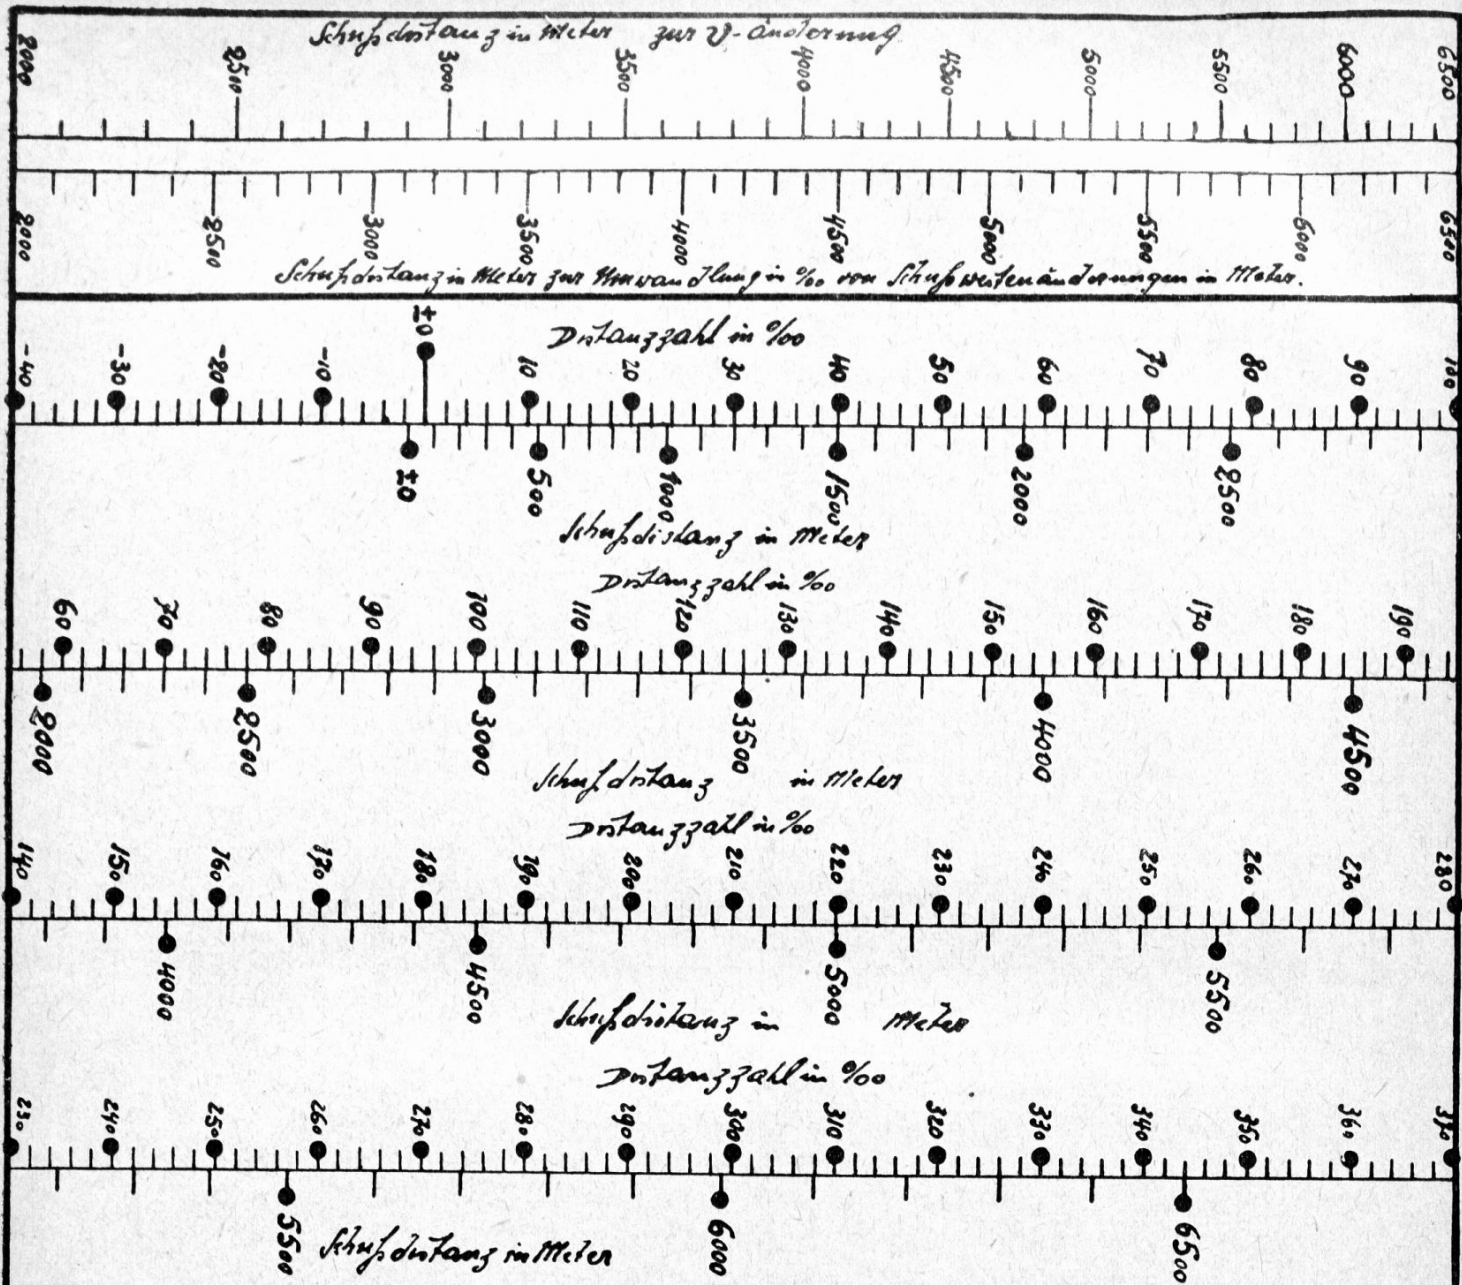 Schußdistanz in Meter zur V-änderung
2000 2500 3000 3500 4000 4500 5000 5500 6000 6500
2000 2500 3000 3500 4000 4500 5000 5500 6000 6500
Schußdistanz in Meter zur Umwandlung in ‰ von Schußweitenänderungen in Meter.
Distanzzahl in ‰
-40 -30 -20 -10 ±0 10 20 30 40 50 60 70 80 90 100
±0 500 1000 1500 2000 2500
Schußdistanz in Meter
Distanzzahl in ‰
60 70 80 90 100 110 120 130 140 150 160 170 180 190
2000 2500 3000 3500 4000 4500
Schußdistanz in Meter
Distanzzahl in ‰
140 150 160 170 180 190 200 210 220 230 240 250 260 270 280
4000 4500 5000 5500
Schußdistanz in Meter
Distanzzahl in ‰
230 240 250 260 270 280 290 300 310 320 330 340 350 360 370
5500 6000 6500
Schußdistanz in Meter